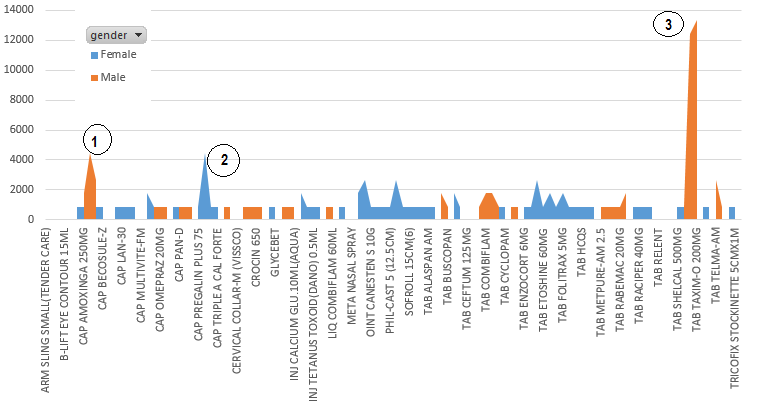 14000
12000
10000
8000
6000
4000
2000
0
gender
Female
Male
1
2
3
ARM SLING SMALL(TENDER CARE)
B-LIFT EYE CONTOUR 15ML
CAP AMOXINGA 250MG
CAP BECOSULE-Z
CAP LAN-30
CAP MULTIVITE-FM
CAP OMEPRAZ 20MG
CAP PAN-D
CAP PREGALIN PLUS 75
CAP TRIPLE A CAL FORTE
CERVICAL COLLAR-M (VISSCO)
CROCIN 650
GLYCEBET
INJ CALCIUM GLU 10ML(AQUA)
INJ TETANUS TOXOID(DANO) 0.5ML
LIQ COMBIFLAM 60ML
META NASAL SPRAY
OINT CANESTEN S 10G
PHIL-CAST 5 (12.5CM)
SOFROLL 15CM(6)
TAB ALASPAN AM
TAB BUSCOPAN
TAB CEFTUM 125MG
TAB COMBIFLAM
TAB CYCLOPAM
TAB ENZOCORT 6MG
TAB ETOSHINE 60MG
TAB FOLITRAX 5MG
TAB HCQS
TAB METPURE-AM 2.5
TAB RABEMAC 20MG
TAB RACIPER 40MG
TAB RELENT
TAB SHELCAL 500MG
TAB TAXIM-O 200MG
TAB TELMA-AM
TRICOFIX STOCKINETTE 5CMX1M